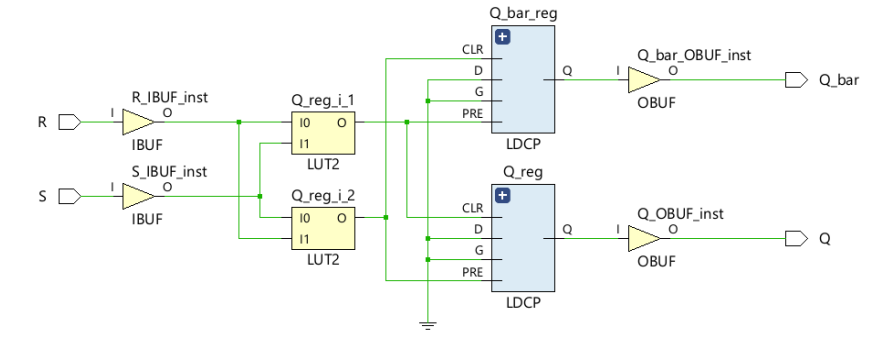 Q_bar_reg
CLR
D
G
PRE
Q
LDCP
Q_bar_OBUF_inst
I
O
OBUF
Q_bar
R
R_IBUF_inst
I
O
IBUF
Q_reg_i_1
I0
O
I1
LUT2
S
S_IBUF_inst
I
O
IBUF
Q_reg_i_2
I0
O
I1
LUT2
Q_reg
CLR
D
G
PRE
Q
LDCP
Q_OBUF_inst
I
O
OBUF
Q